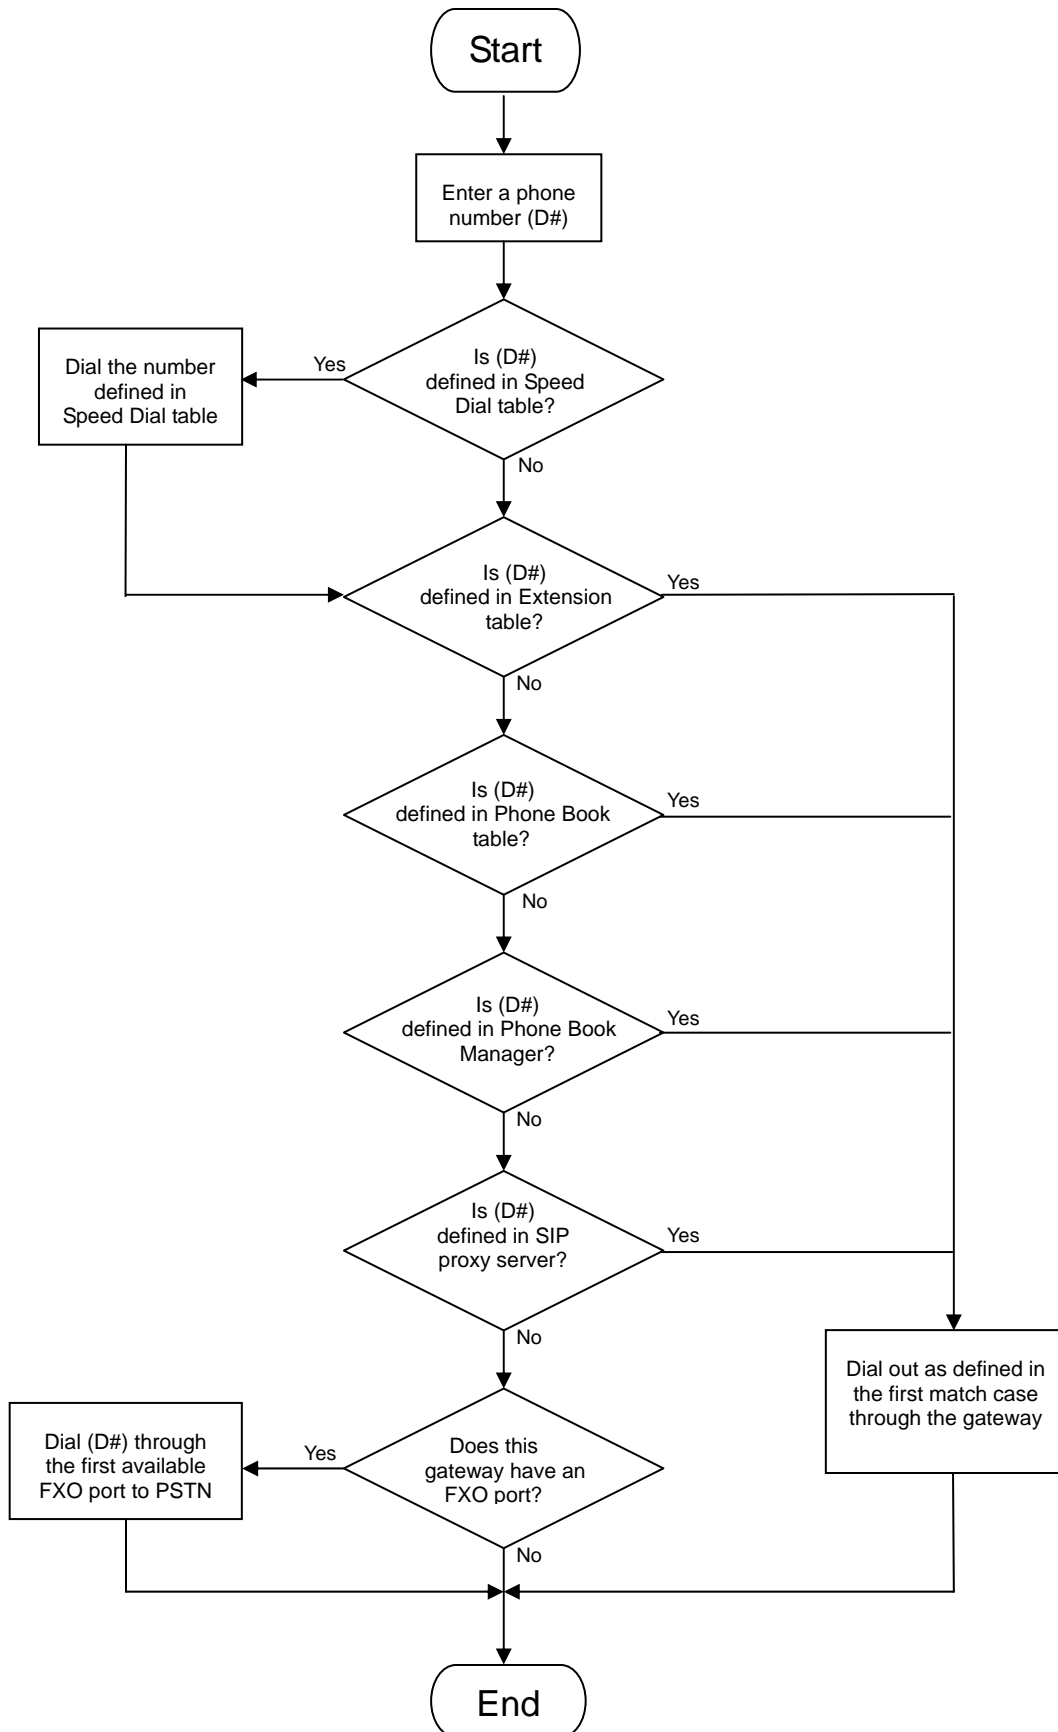 Start
Enter a phone
number (D#)
Is (D#)
defined in Speed
Dial table?
Yes
Dial the number
defined in
Speed Dial table
No
Is (D#)
defined in Extension
table?
Yes
No
Is (D#)
defined in Phone Book
table?
Yes
No
Is (D#)
defined in Phone Book
Manager?
Yes
No
Is (D#)
defined in SIP
proxy server?
Yes
No
Dial out as defined in
the first match case
through the gateway
Does this
gateway have an
FXO port?
Yes
Dial (D#) through
the first available
FXO port to PSTN
No
End